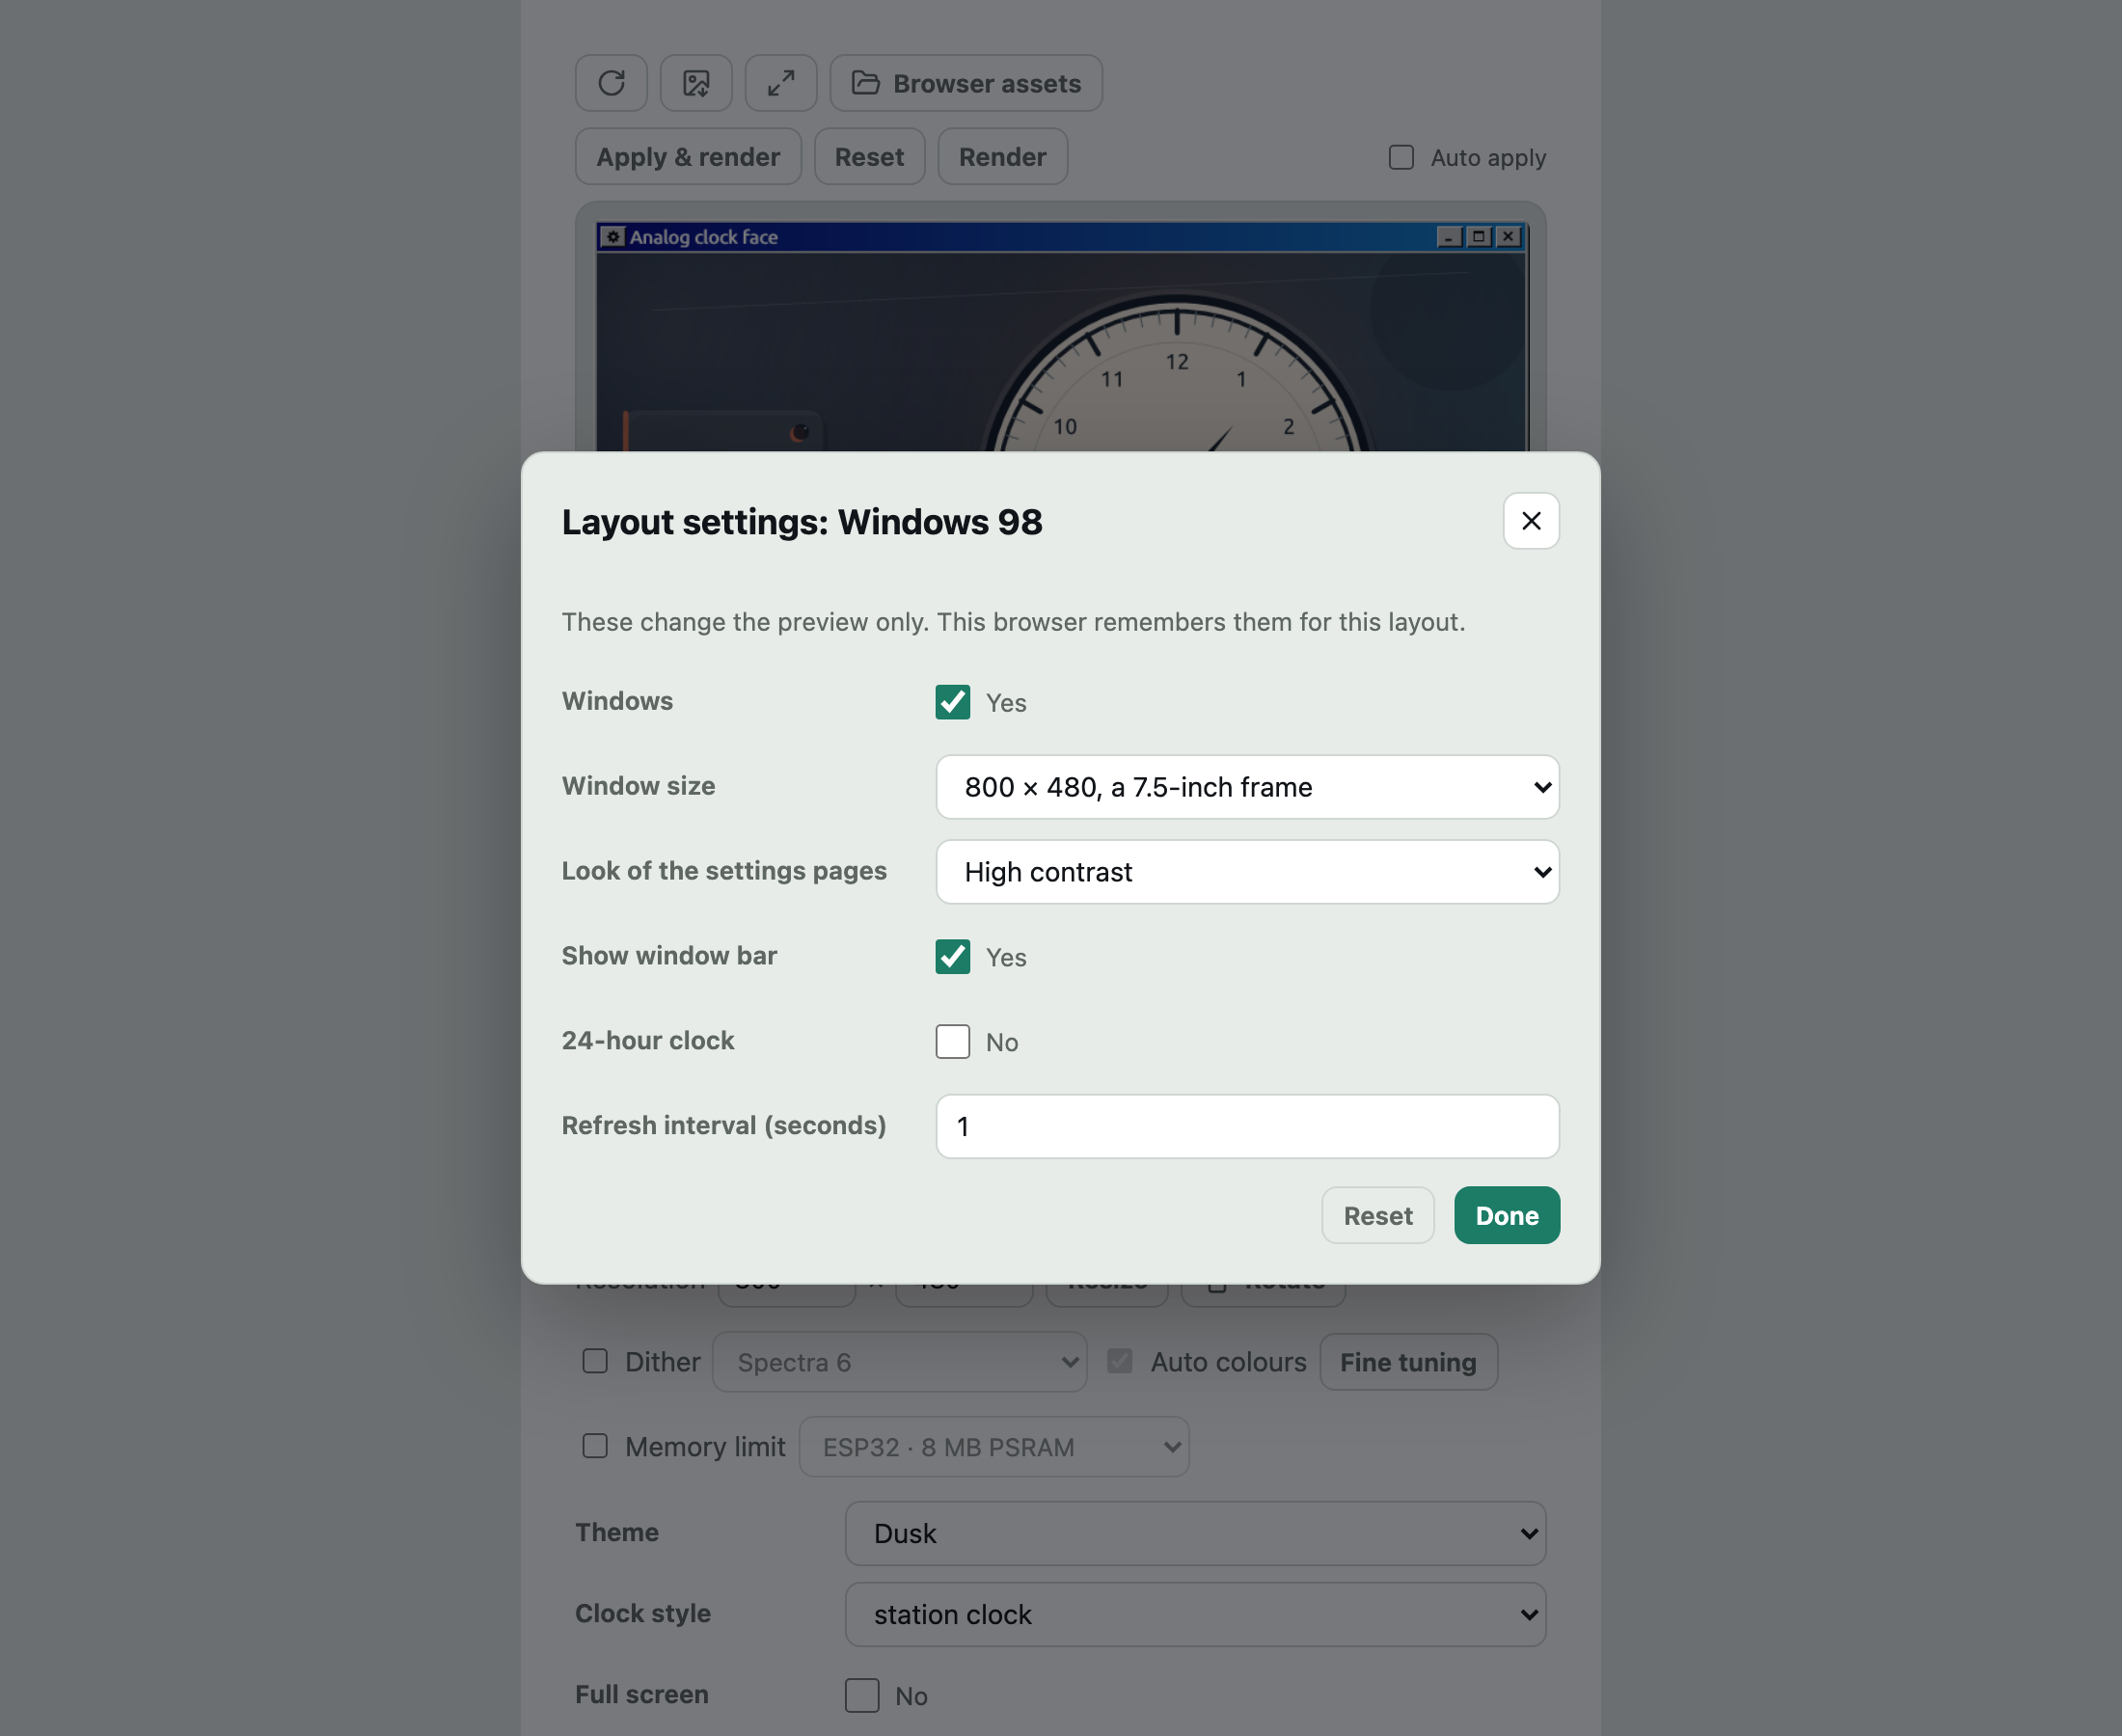 Browser assets
Apply & render
Reset
Render
Auto apply
Analog clock face
12
11
1
10
2
Layout settings: Windows 98
These change the preview only. This browser remembers them for this layout.
Windows
Yes
Window size
800 × 480, a 7.5-inch frame
Look of the settings pages
High contrast
Show window bar
Yes
24-hour clock
No
Refresh interval (seconds)
1
Reset
Done
Resolution
Resize
Rotate
Dither
Spectra 6
Auto colours
Fine tuning
Memory limit
ESP32 · 8 MB PSRAM
Theme
Dusk
Clock style
station clock
Full screen
No